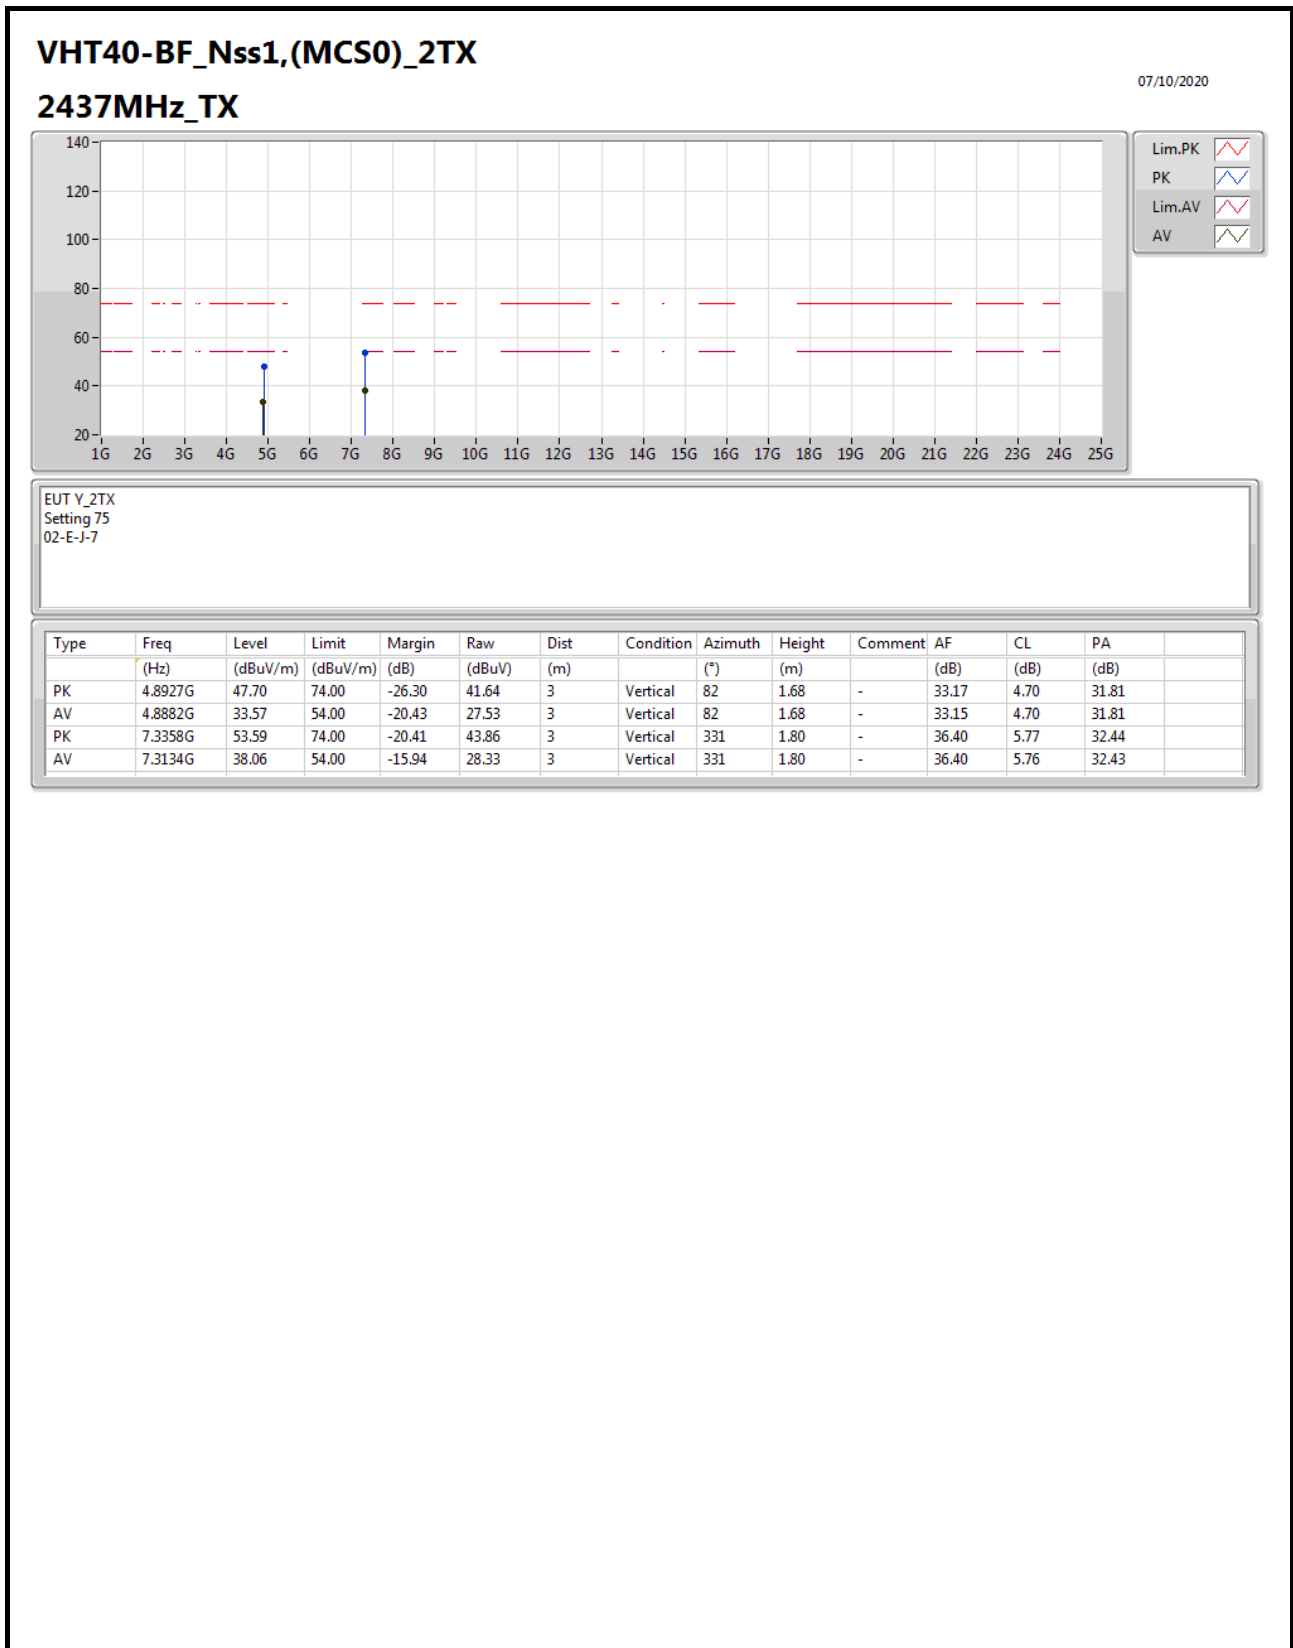 VHT40-BF_Nss1,(MCS0)_2TX
07/10/2020
2437MHz_TX
140
120
100
80
60
40
20
1G 2G 3G 4G 5G 6G 7G 8G 9G 10G 11G 12G 13G 14G 15G 16G 17G 18G 19G 20G 21G 22G 23G 24G 25G
Lim.PK
PK
Lim.AV
AV
EUT Y_2TX
Setting 75
02-E-J-7
Type Freq Level Limit Margin Raw Dist Condition Azimuth Height Comment AF CL PA
(Hz) (dBuV/m) (dBuV/m) (dB) (dBuV) (m) (°) (m) (dB) (dB) (dB)
PK 4.8927G 47.70 74.00 -26.30 41.64 3 Vertical 82 1.68 - 33.17 4.70 31.81
AV 4.8882G 33.57 54.00 -20.43 27.53 3 Vertical 82 1.68 - 33.15 4.70 31.81
PK 7.3358G 53.59 74.00 -20.41 43.86 3 Vertical 331 1.80 - 36.40 5.77 32.44
AV 7.3134G 38.06 54.00 -15.94 28.33 3 Vertical 331 1.80 - 36.40 5.76 32.43